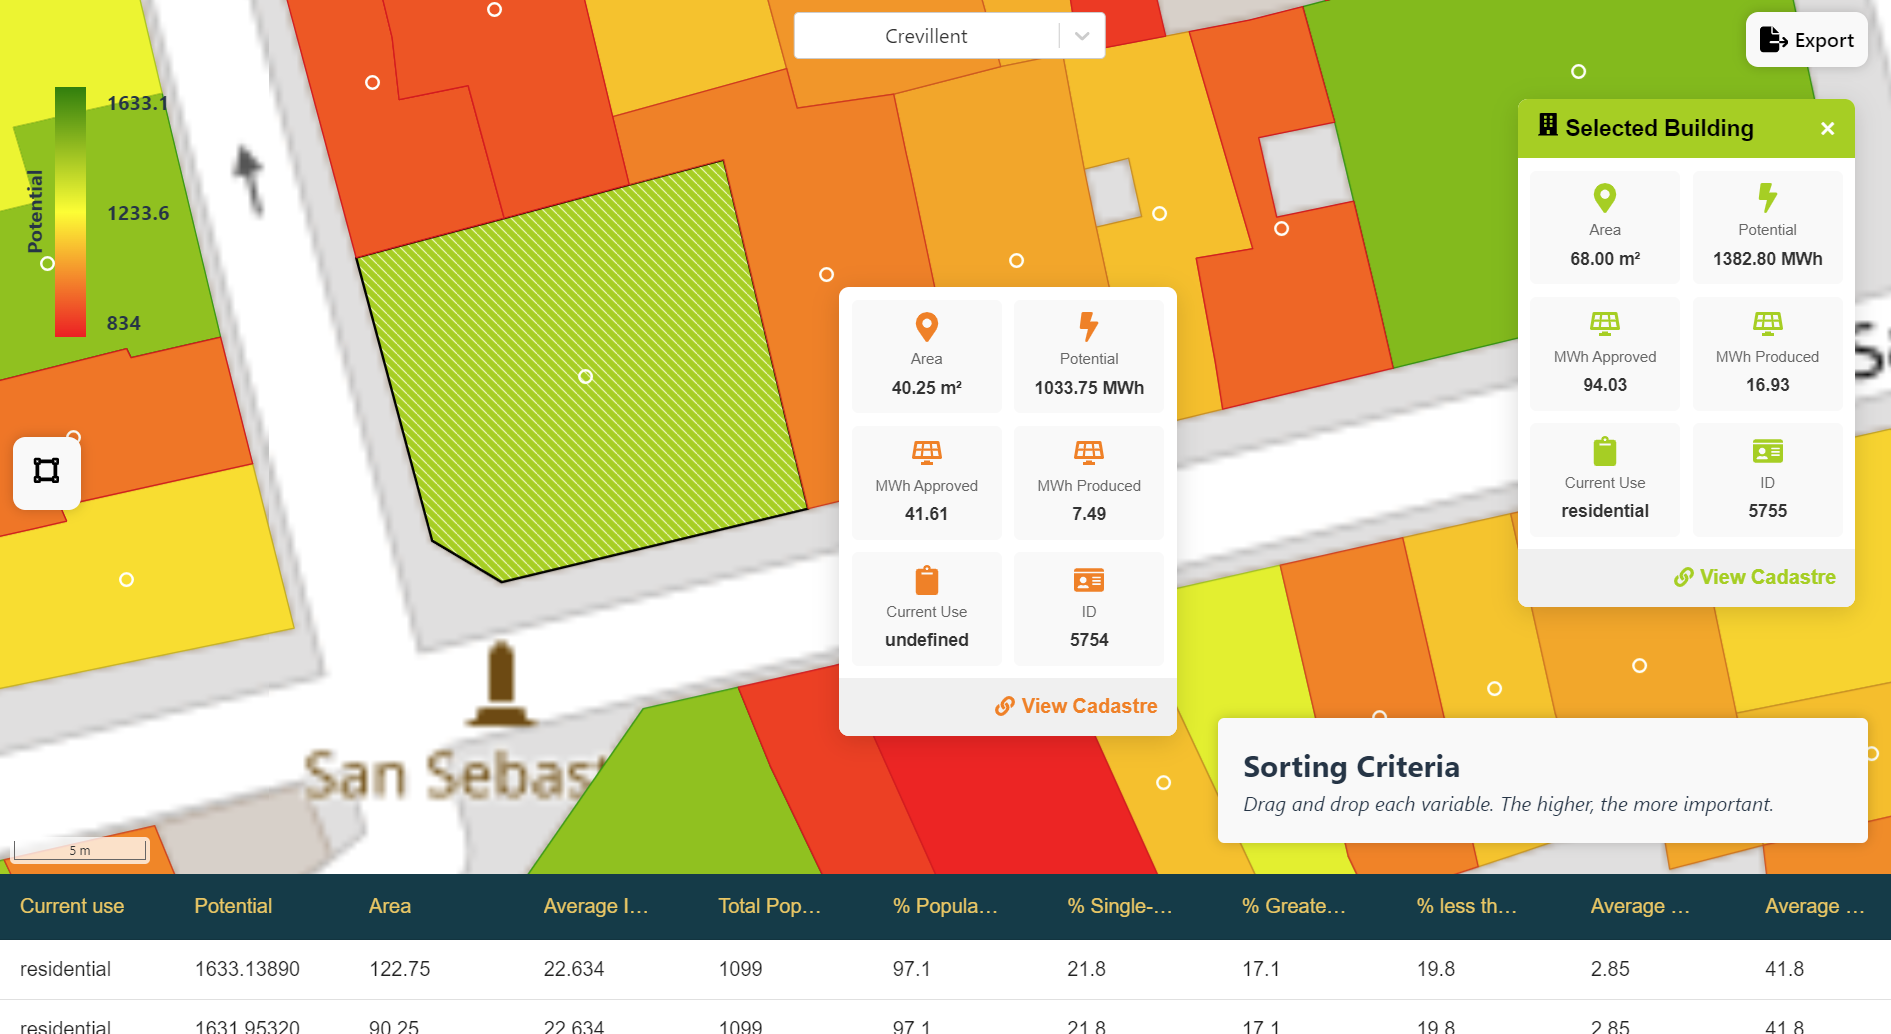 Crevillent
Export
1633.1
1233.6
834
Potential
Selected Building
Area
68.00 m²
Potential
1382.80 MWh
MWh Approved
94.03
MWh Produced
16.93
Current Use
residential
ID
5755
View Cadastre
Area
40.25 m²
Potential
1033.75 MWh
MWh Approved
41.61
MWh Produced
7.49
Current Use
undefined
ID
5754
View Cadastre
San Sebast
Sorting Criteria
Drag and drop each variable. The higher, the more important.
5 m
Current use Potential Area Average I... Total Pop... % Popula... % Single-... % Greate... % less th... Average ... Average ...
residential 1633.13890 122.75 22.634 1099 97.1 21.8 17.1 19.8 2.85 41.8
residential 1631.95320 90.25 22.634 1099 97.1 21.8 17.1 19.8 2.85 41.8